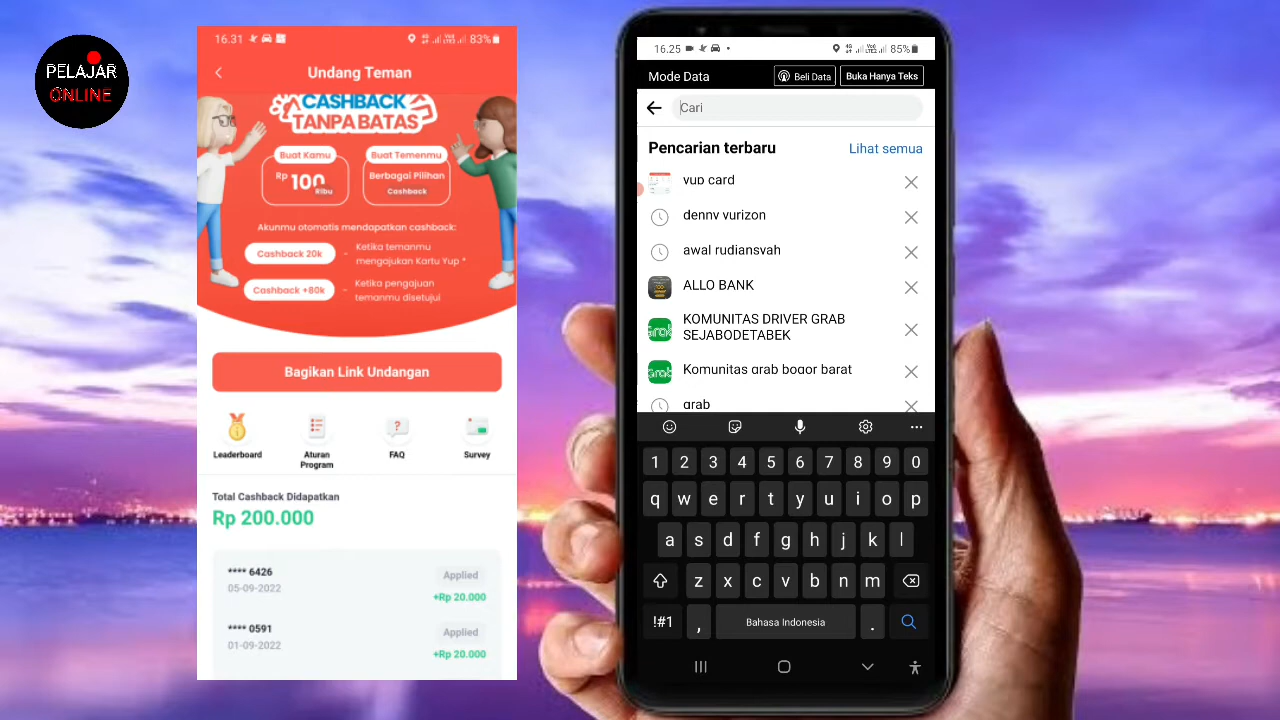 PELAJAR
ONLINE
16.31
83%
Undang Teman
CASHBACK
TANPA BATAS
Buat Kamu
Rp 100 Ribu
Buat Temenmu
Berbagai Pilihan
Cashback
Akunmu otomatis mendapatkan cashback:
Cashback 20k - Ketika temanmu
mengajukan Kartu Yup *
Cashback +80k - Ketika pengajuan
temanmu disetujui
Bagikan Link Undangan
Leaderboard
Aturan
Program
FAQ
Survey
Total Cashback Didapatkan
Rp 200.000
**** 6426
Applied
05-09-2022
+Rp 20.000
**** 0591
Applied
01-09-2022
+Rp 20.000
16.25
85%
Mode Data
Beli Data
Buka Hanya Teks
Cari
Pencarian terbaru
Lihat semua
yup card
denny yurizon
awal rudiansyah
ALLO BANK
KOMUNITAS DRIVER GRAB
SEJABODETABEK
Komunitas grab bogor barat
grab
1 2 3 4 5 6 7 8 9 0
q w e r t y u i o p
a s d f g h j k l
z x c v b n m
!#1 , Bahasa Indonesia .